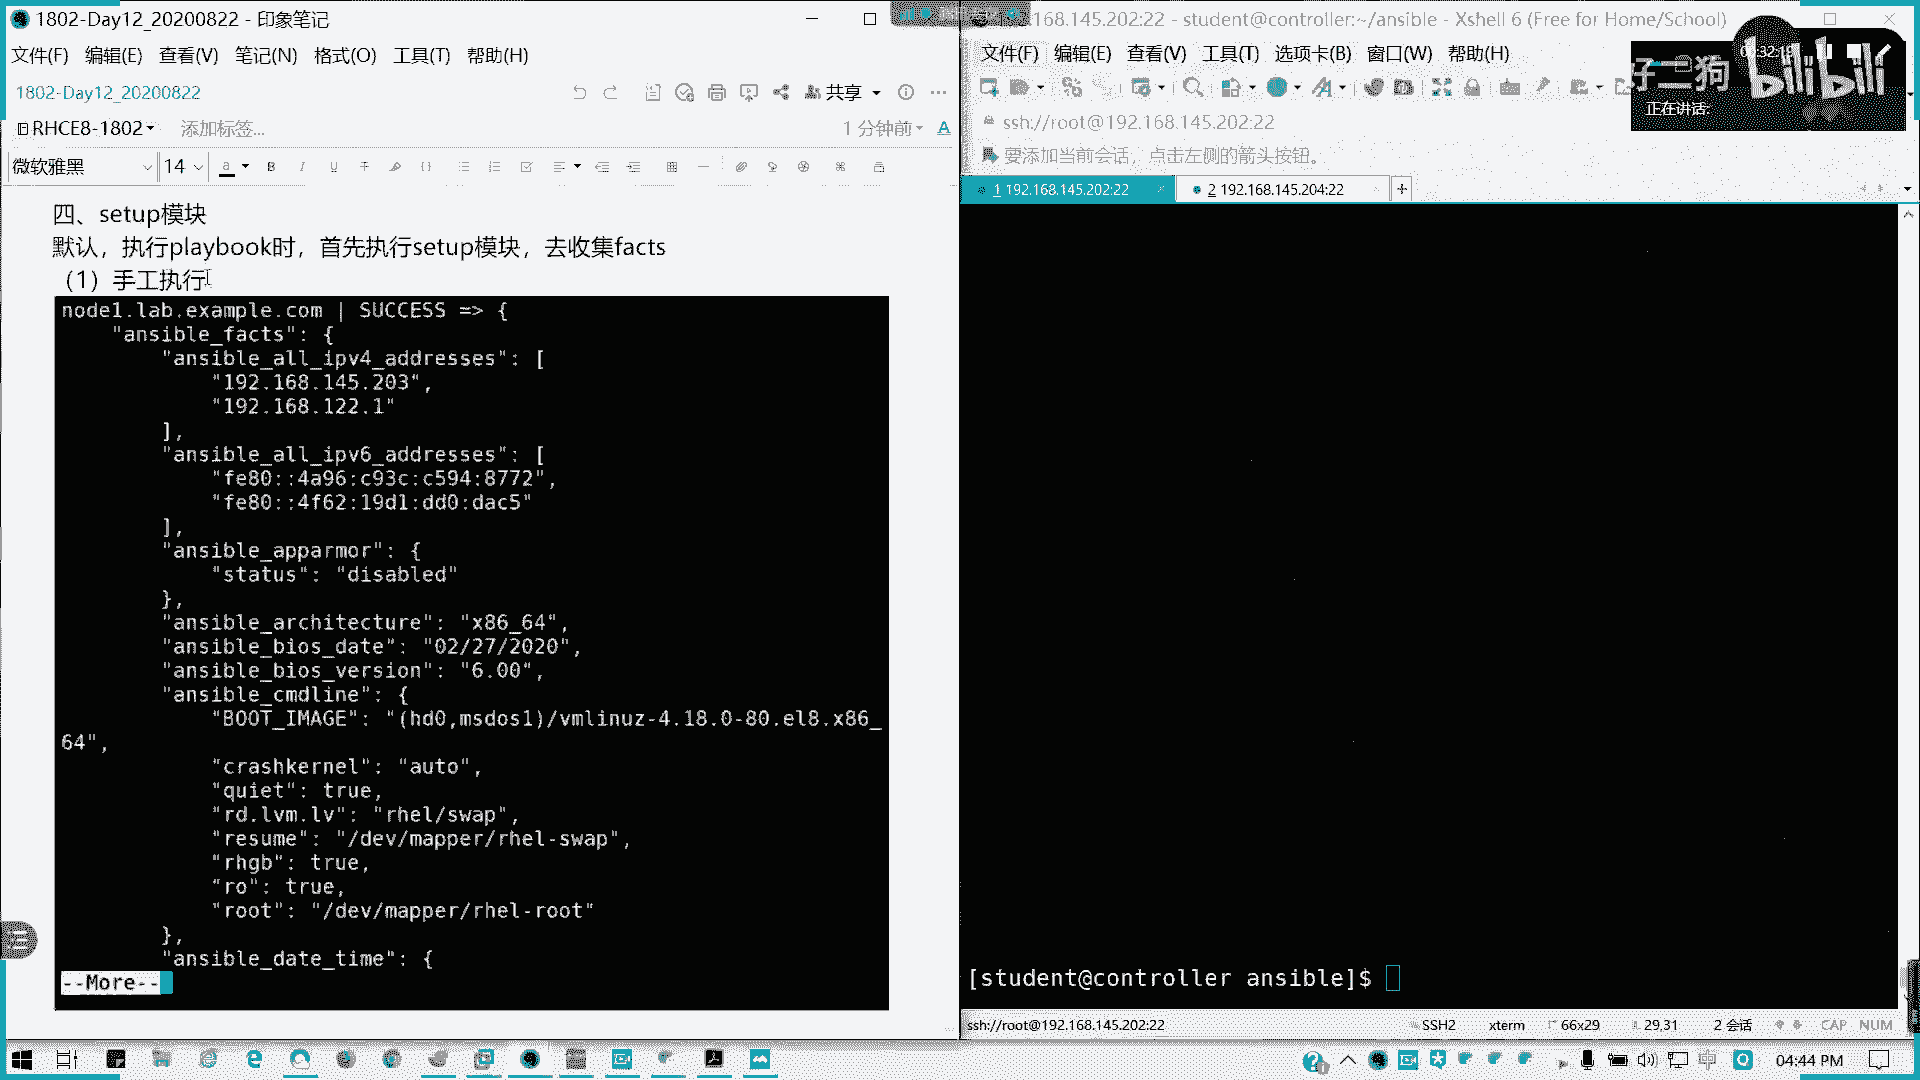 1802-Day12_20200822 - 印象笔记
文件(F) 编辑(E) 查看(V) 笔记(N) 格式(O) 工具(T) 帮助(H)
1802-Day12_20200822
共享
RHCE8-1802
添加标签...
1 分钟前
微软雅黑
14
四、setup模块
默认，执行playbook时，首先执行setup模块，去收集facts
（1）手工执行
node1.lab.example.com | SUCCESS => {
"ansible_facts": {
"ansible_all_ipv4_addresses": [
"192.168.145.203",
"192.168.122.1"
],
"ansible_all_ipv6_addresses": [
"fe80::4a96:c93c:c594:8772",
"fe80::4f62:19d1:dd0:dac5"
],
"ansible_apparmor": {
"status": "disabled"
},
"ansible_architecture": "x86_64",
"ansible_bios_date": "02/27/2020",
"ansible_bios_version": "6.00",
"ansible_cmdline": {
"BOOT_IMAGE": "(hd0,msdos1)/vmlinuz-4.18.0-80.el8.x86_
64",
"crashkernel": "auto",
"quiet": true,
"rd.lvm.lv": "rhel/swap",
"resume": "/dev/mapper/rhel-swap",
"rhgb": true,
"ro": true,
"root": "/dev/mapper/rhel-root"
},
"ansible_date_time": {
--More--
.168.145.202:22 - student@controller:~/ansible - Xshell 6 (Free for Home/School)
文件(F) 编辑(E) 查看(V) 工具(T) 选项卡(B) 窗口(W) 帮助(H)
二狗 bilibili
正在讲话:
ssh://root@192.168.145.202:22
要添加当前会话，点击左侧的箭头按钮。
1 192.168.145.202:22
2 192.168.145.204:22
[student@controller ansible]$
ssh://root@192.168.145.202:22
SSH2
xterm
66x29
29,31
2 会话
CAP NUM
中
04:44 PM